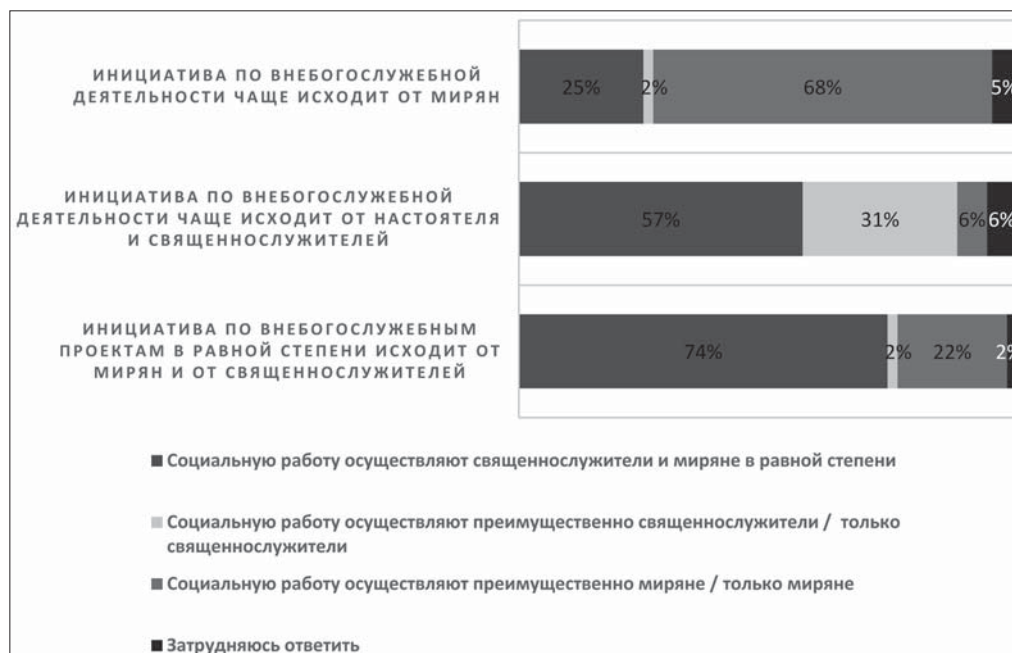 ИНИЦИАТИВА ПО ВНЕБОГОСЛУЖЕБНОЙ
ДЕЯТЕЛЬНОСТИ ЧАЩЕ ИСХОДИТ ОТ МИРЯН
25% 2% 68% 5%
ИНИЦИАТИВА ПО ВНЕБОГОСЛУЖЕБНОЙ
ДЕЯТЕЛЬНОСТИ ЧАЩЕ ИСХОДИТ ОТ НАСТОЯТЕЛЯ
И СВЯЩЕННОСЛУЖИТЕЛЕЙ
57% 31% 6% 6%
ИНИЦИАТИВА ПО ВНЕБОГОСЛУЖЕБНЫМ
ПРОЕКТАМ В РАВНОЙ СТЕПЕНИ ИСХОДИТ ОТ
МИРЯН И ОТ СВЯЩЕННОСЛУЖИТЕЛЕЙ
74% 2% 22% 2%
Социальную работу осуществляют священнослужители и миряне в равной степени
Социальную работу осуществляют преимущественно священнослужители / только
священнослужители
Социальную работу осуществляют преимущественно миряне / только миряне
Затрудняюсь ответить